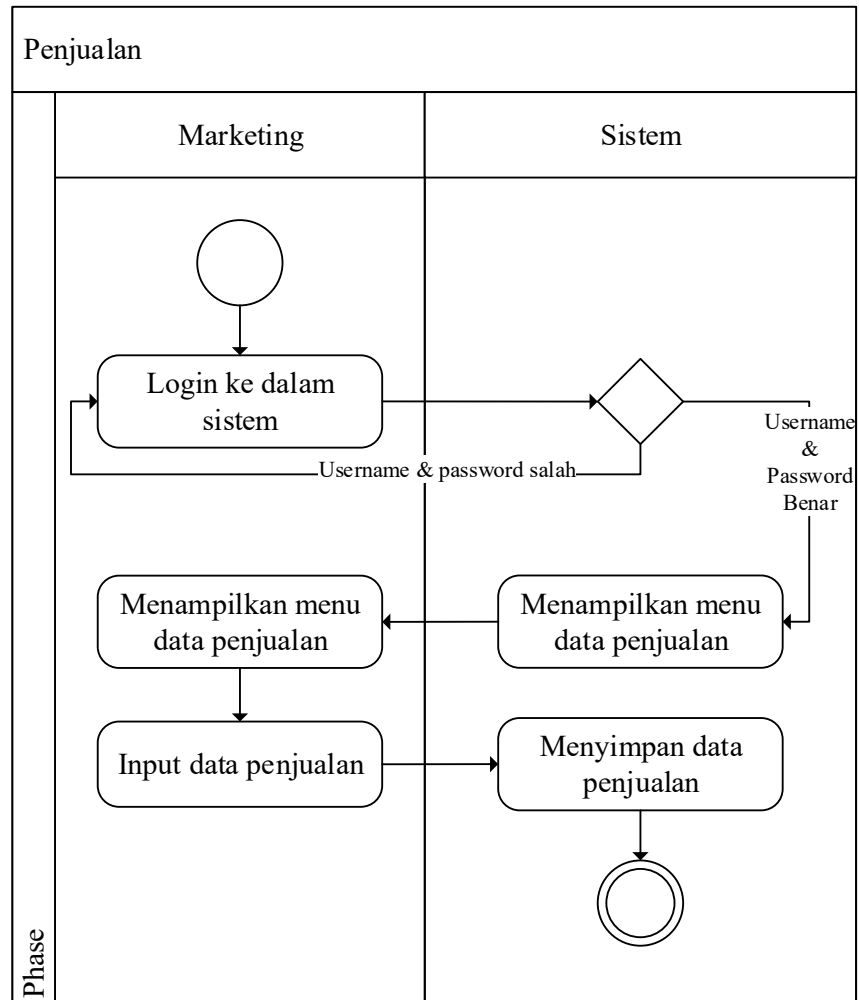 Penjualan
Marketing
Sistem
Login ke dalam
sistem
Username
&
Password
Benar
Username & password salah
Menampilkan menu
data penjualan
Menampilkan menu
data penjualan
Input data penjualan
Menyimpan data
penjualan
Phase